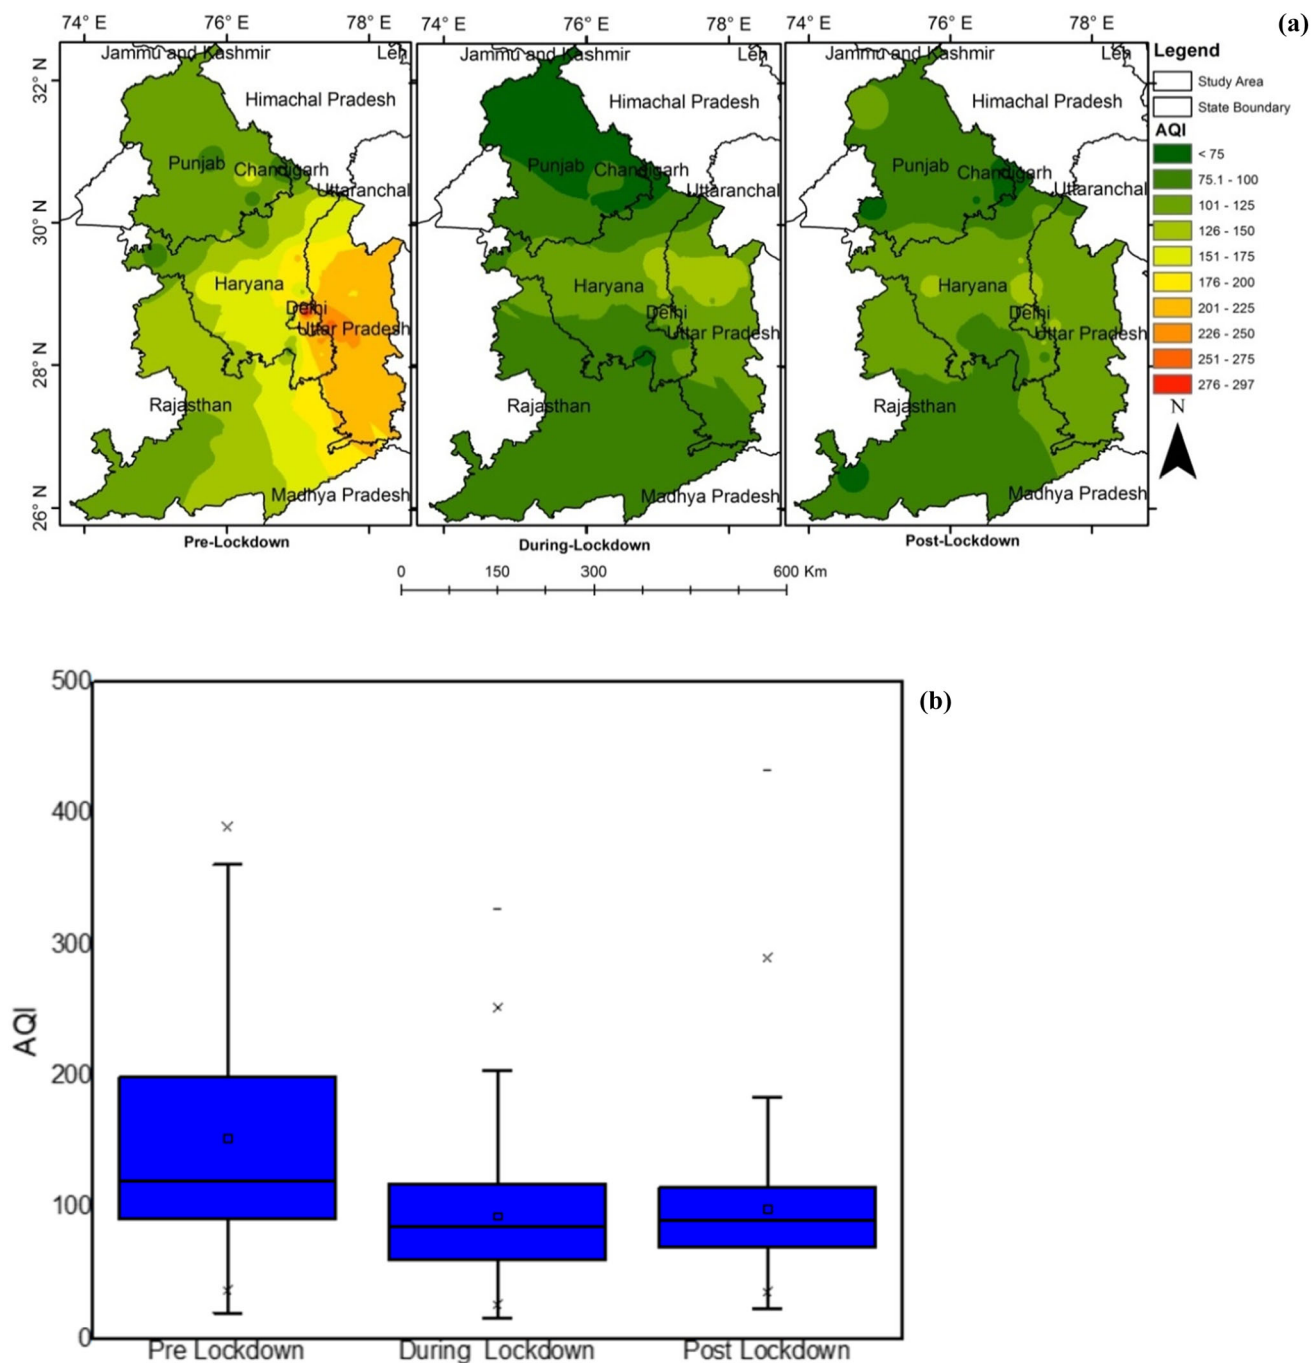 74° E 76° E 78° E 74° E 76° E 78° E 74° E 76° E 78° E (a)
32° N
30° N
28° N
26° N
Jammu and Kashmir Leh
Himachal Pradesh
Punjab Chandigarh
Uttaranchal
Haryana
Delhi
Uttar Pradesh
Rajasthan
Madhya Pradesh
Pre-Lockdown
Jammu and Kashmir Leh
Himachal Pradesh
Punjab Chandigarh
Uttaranchal
Haryana
Delhi
Uttar Pradesh
Rajasthan
Madhya Pradesh
During-Lockdown
Jammu and Kashmir Leh
Himachal Pradesh
Punjab Chandigarh
Uttaranchal
Haryana
Delhi
Uttar Pradesh
Rajasthan
Madhya Pradesh
Post-Lockdown
Legend
Study Area
State Boundary
AQI
< 75
75.1 - 100
101 - 125
126 - 150
151 - 175
176 - 200
201 - 225
226 - 250
251 - 275
276 - 297
N
0 150 300 600 Km
(b)
500
400
300
200
100
0
AQI
Pre Lockdown During Lockdown Post Lockdown